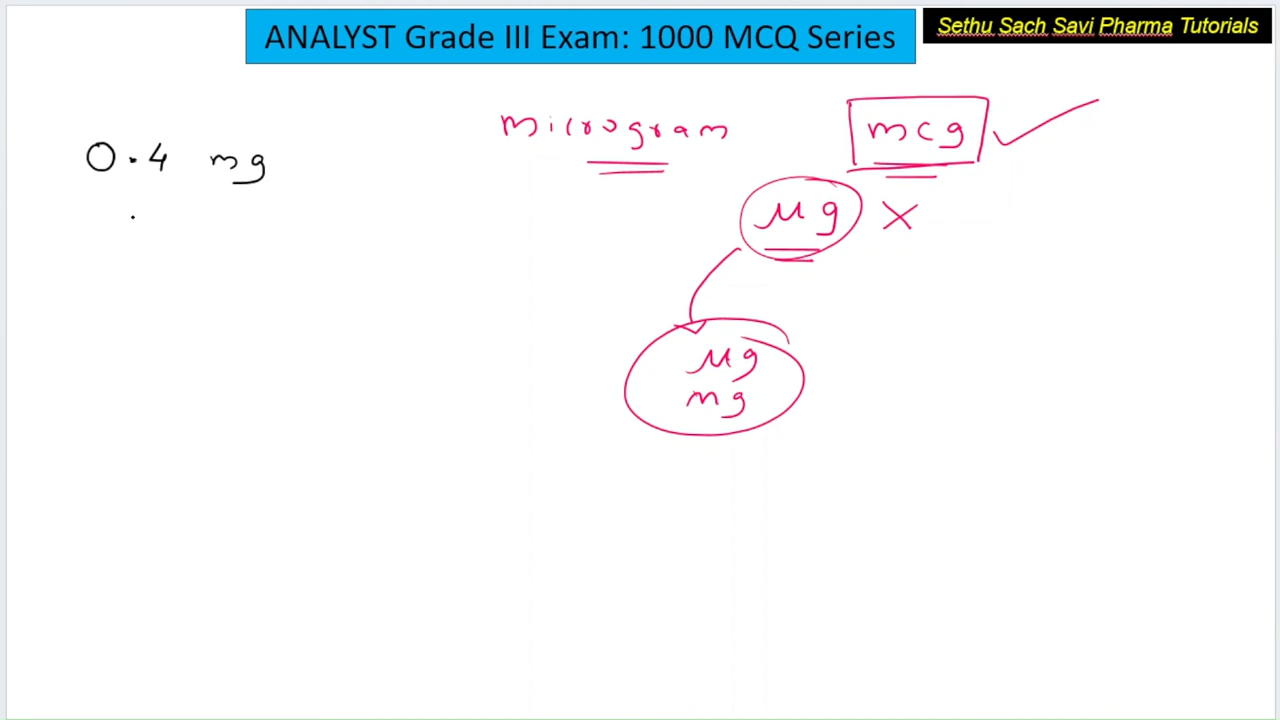 ANALYST Grade III Exam: 1000 MCQ Series
Sethu Sach Savi Pharma Tutorials
microgram
mcg
0.4 mg
μg
μg
mg